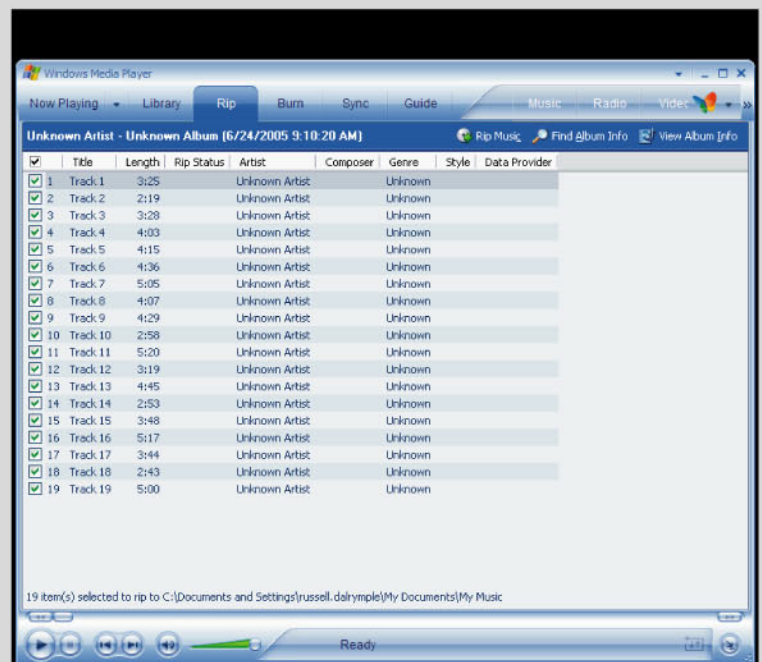 Windows Media Player
Now Playing Library Rip Burn Sync Guide Music Radio Video
Unknown Artist - Unknown Album (6/24/2005 9:10:20 AM) Rip Music Find Album Info View Album Info
Title Length Rip Status Artist Composer Genre Style Data Provider
1 Track 1 3:25 Unknown Artist Unknown
2 Track 2 2:19 Unknown Artist Unknown
3 Track 3 3:28 Unknown Artist Unknown
4 Track 4 4:03 Unknown Artist Unknown
5 Track 5 4:15 Unknown Artist Unknown
6 Track 6 4:36 Unknown Artist Unknown
7 Track 7 5:05 Unknown Artist Unknown
8 Track 8 4:07 Unknown Artist Unknown
9 Track 9 4:29 Unknown Artist Unknown
10 Track 10 2:58 Unknown Artist Unknown
11 Track 11 5:20 Unknown Artist Unknown
12 Track 12 3:19 Unknown Artist Unknown
13 Track 13 4:45 Unknown Artist Unknown
14 Track 14 2:53 Unknown Artist Unknown
15 Track 15 3:48 Unknown Artist Unknown
16 Track 16 5:17 Unknown Artist Unknown
17 Track 17 3:44 Unknown Artist Unknown
18 Track 18 2:43 Unknown Artist Unknown
19 Track 19 5:00 Unknown Artist Unknown
19 item(s) selected to rip to C:\Documents and Settings\russell.dalrymple\My Documents\My Music
Ready